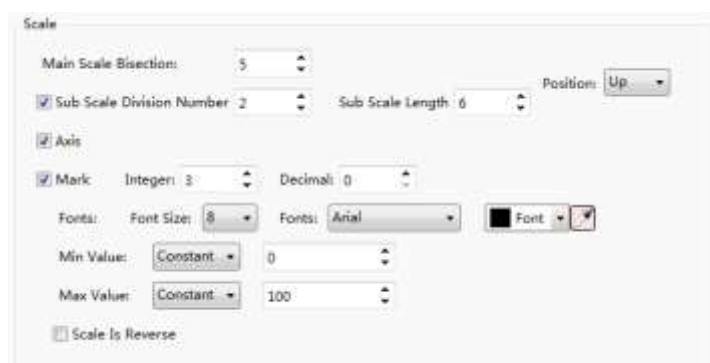 Scale
Main Scale Bisection: 5
Position: Up
Sub Scale Division Number 2 Sub Scale Length 6
Axis
Mark Integer: 3 Decimal: 0
Fonts: Font Size: 8 Fonts: Arial Font
Min Value: Constant 0
Max Value: Constant 100
Scale Is Reverse